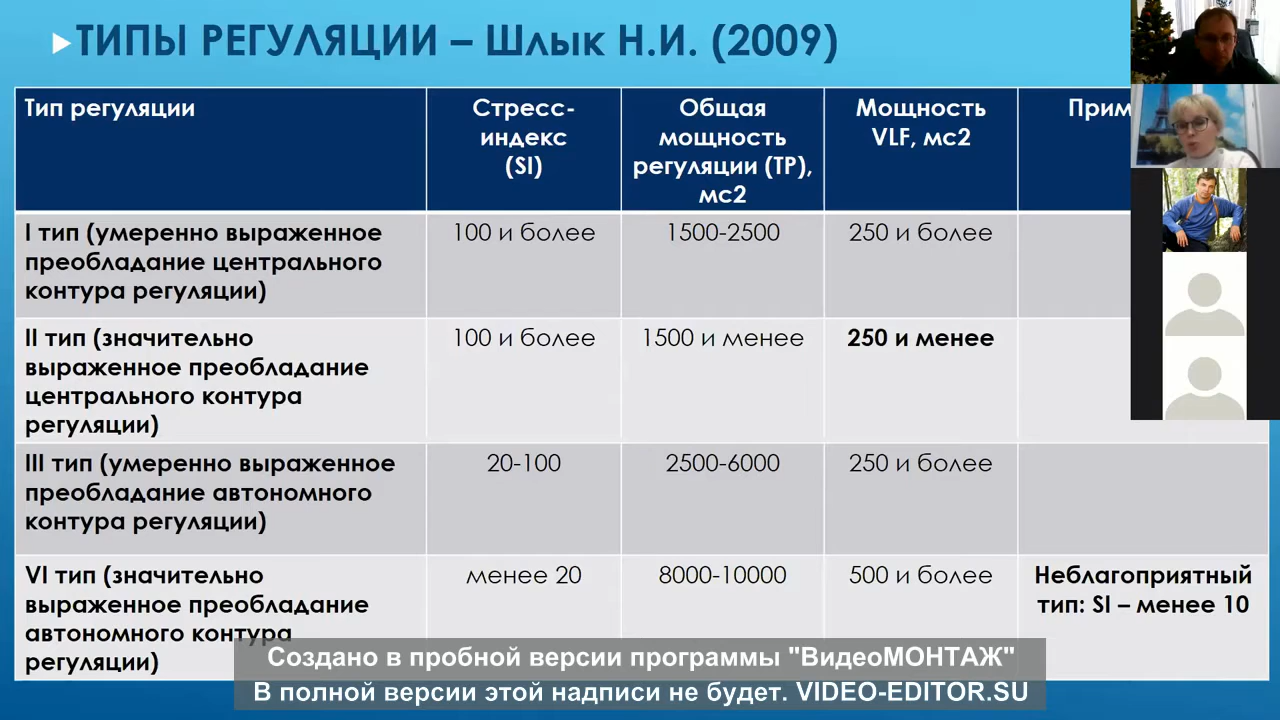 ТИПЫ РЕГУЛЯЦИИ – Шлык Н.И. (2009)
Тип регуляции
Стресс-
индекс
(SI)
Общая
мощность
регуляции (TP),
мс2
Мощность
VLF, мс2
Прим
I тип (умеренно выраженное
преобладание центрального
контура регуляции)
100 и более
1500-2500
250 и более
II тип (значительно
выраженное преобладание
центрального контура
регуляции)
100 и более
1500 и менее
250 и менее
III тип (умеренно выраженное
преобладание автономного
контура регуляции)
20-100
2500-6000
250 и более
VI тип (значительно
выраженное преобладание
автономного контура
регуляции)
менее 20
8000-10000
500 и более
Неблагоприятный
тип: SI – менее 10
Создано в пробной версии программы "ВидеоМОНТАЖ"
В полной версии этой надписи не будет. VIDEO-EDITOR.SU